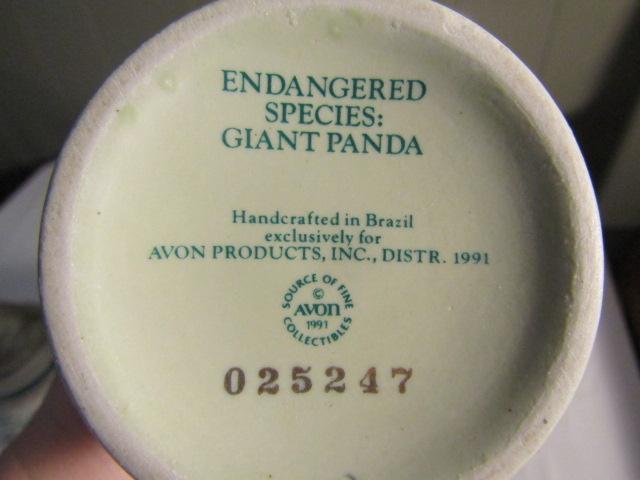 ENDANGERED
SPECIES:
GIANT PANDA
Handcrafted in Brazil
exclusively for
AVON PRODUCTS, INC., DISTR. 1991
SOURCE OF FINE
©
AVON
1991
COLLECTIBLES
025247